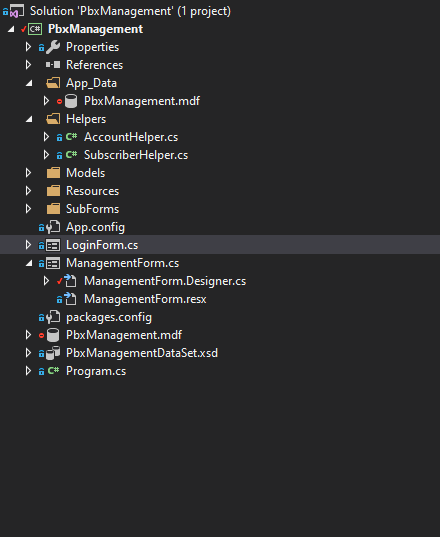 Solution 'PbxManagement' (1 project)
C# PbxManagement
Properties
References
App_Data
PbxManagement.mdf
Helpers
C# AccountHelper.cs
C# SubscriberHelper.cs
Models
Resources
SubForms
App.config
LoginForm.cs
ManagementForm.cs
ManagementForm.Designer.cs
ManagementForm.resx
packages.config
PbxManagement.mdf
PbxManagementDataSet.xsd
C# Program.cs